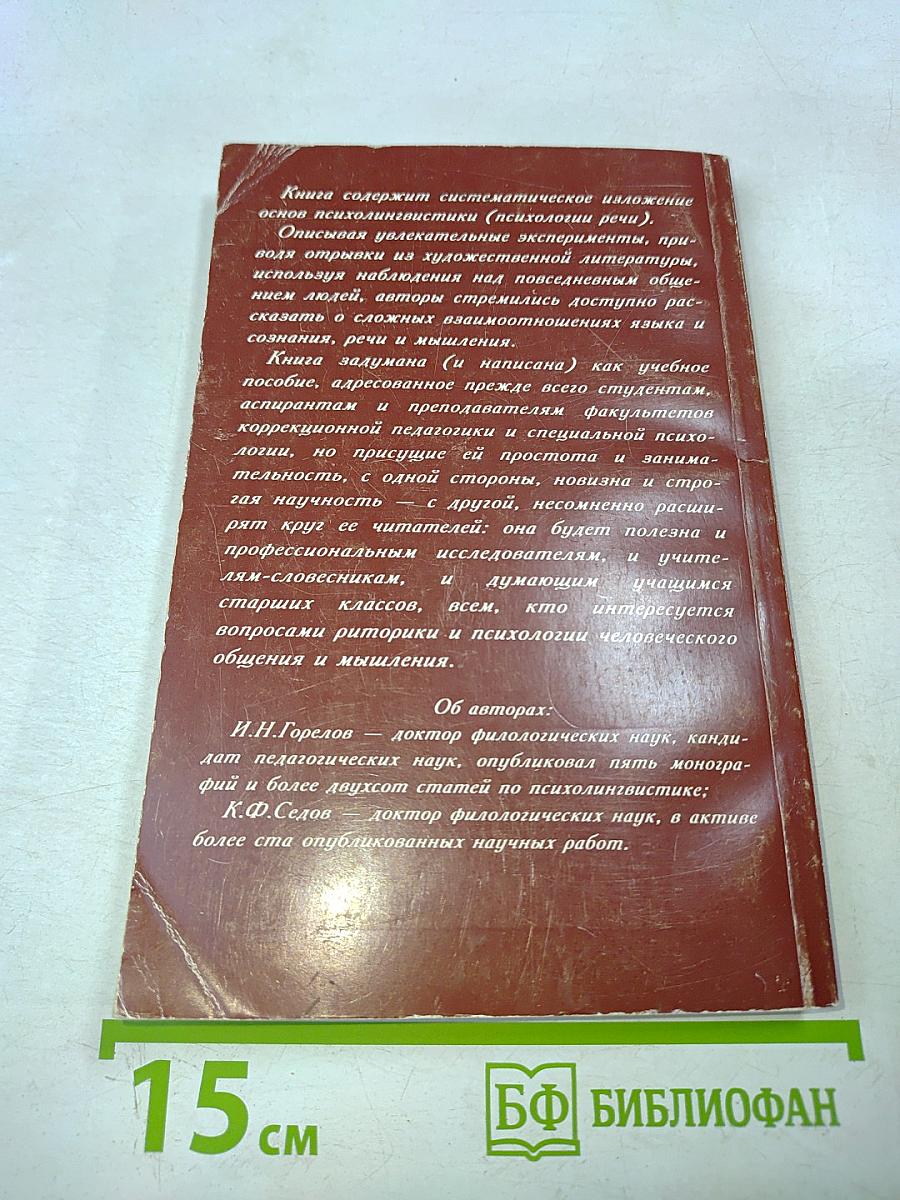 Книга содержит систематическое изложение
основ психолингвистики (психологии речи).
Описывая увлекательные эксперименты, при-
водя отрывки из художественной литературы,
используя наблюдения над повседневным обще-
нием людей, авторы стремились доступно рас-
сказать о сложных взаимоотношениях языка и
сознания, речи и мышления.
Книга задумана (и написана) как учебное
пособие, адресованное прежде всего студентам,
аспирантам и преподавателям факультетов
коррекционной педагогики и специальной психо-
логии, но присущие ей простота и занима-
тельность, с одной стороны, новизна и стро-
гая научность — с другой, несомненно расши-
рят круг ее читателей: она будет полезна и
профессиональным исследователям, и учите-
лям-словесникам, и думающим учащимся
старших классов, всем, кто интересуется
вопросами риторики и психологии человеческого
общения и мышления.
Об авторах:
И.Н.Горелов — доктор филологических наук, канди-
дат педагогических наук, опубликовал пять моногра-
фий и более двухсот статей по психолингвистике;
К.Ф.Седов — доктор филологических наук, в активе
более ста опубликованных научных работ.
15 см
БФ БИБЛИОФАН